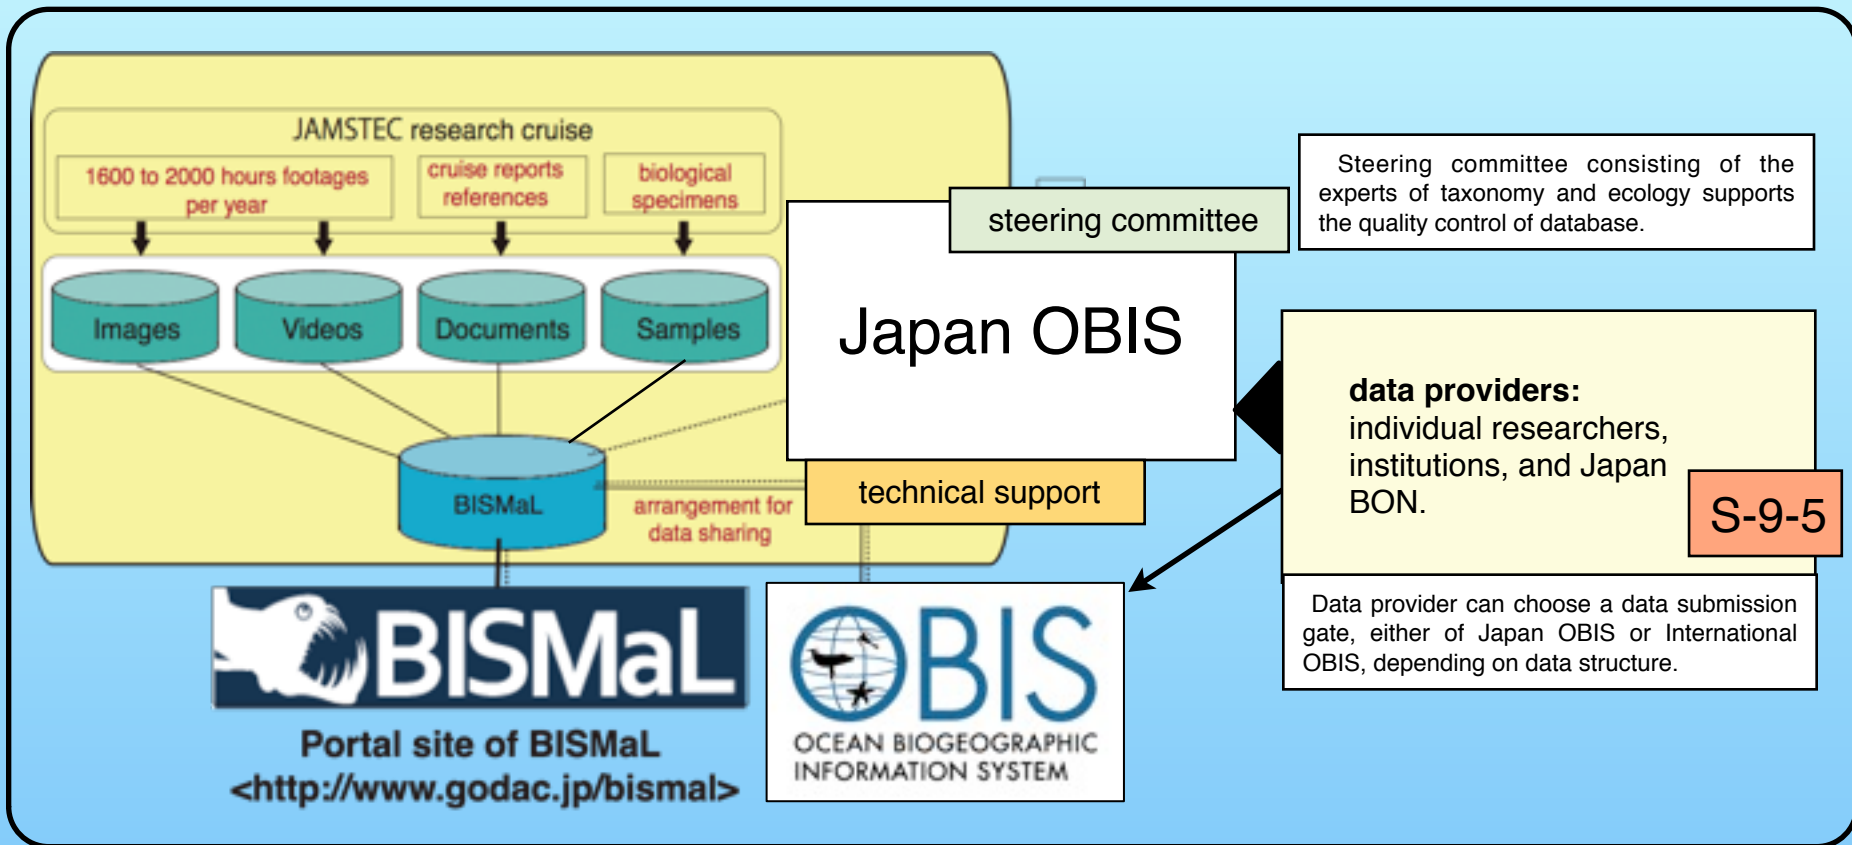 JAMSTEC research cruise
1600 to 2000 hours footages
per year
cruise reports
references
biological
specimens
Images
Videos
Documents
Samples
BISMaL
arrangement for
data sharing
steering committee
Japan OBIS
technical support
Steering committee consisting of the
experts of taxonomy and ecology supports
the quality control of database.
data providers:
individual researchers,
institutions, and Japan
BON.
S-9-5
Data provider can choose a data submission
gate, either of Japan OBIS or International
OBIS, depending on data structure.
BISMaL
Portal site of BISMaL
<http://www.godac.jp/bismal>
OBIS
OCEAN BIOGEOGRAPHIC
INFORMATION SYSTEM